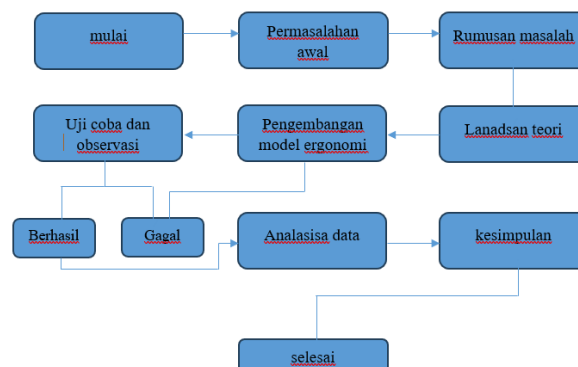 mulai
Permasalahan
awal
Rumusan masalah
Uji coba dan
observasi
Pengembangan
model ergonomi
Lanadsan teori
Berhasil
Gagal
Analasisa data
kesimpulan
selesai